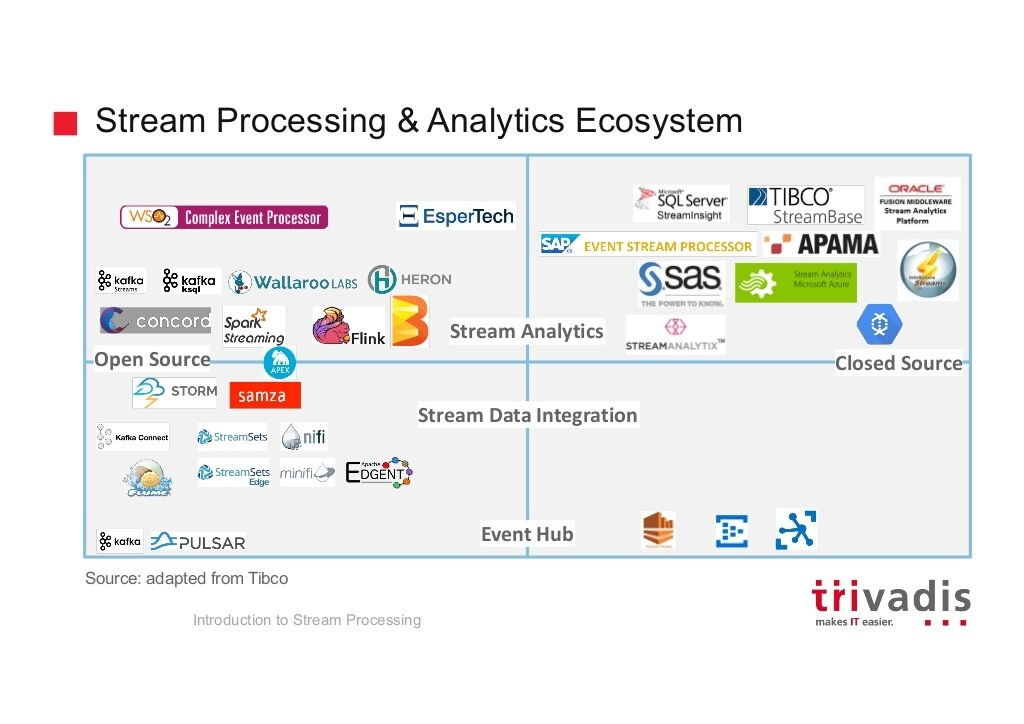 Stream Processing & Analytics Ecosystem
WSO2 Complex Event Processor
EsperTech
Microsoft
SQL Server
StreamInsight
TIBCO
StreamBase
ORACLE
FUSION MIDDLEWARE
Stream Analytics
Platform
SAP EVENT STREAM PROCESSOR
APAMA
kafka
Streams
kafka
ksql
Wallaroo LABS
HERON
sas
THE POWER TO KNOW.
Stream Analytics
Microsoft Azure
Streams
concord
Spark
Streaming
Flink
Stream Analytics
STREAMANALYTIX™
Open Source
APEX
Closed Source
STORM
samza
Stream Data Integration
Kafka Connect
StreamSets
nifi
FLUME
StreamSets
Edge
minifi
Apache
EDGENT
kafka
PULSAR
Event Hub
Source: adapted from Tibco
Introduction to Stream Processing
trivadis
makes IT easier.